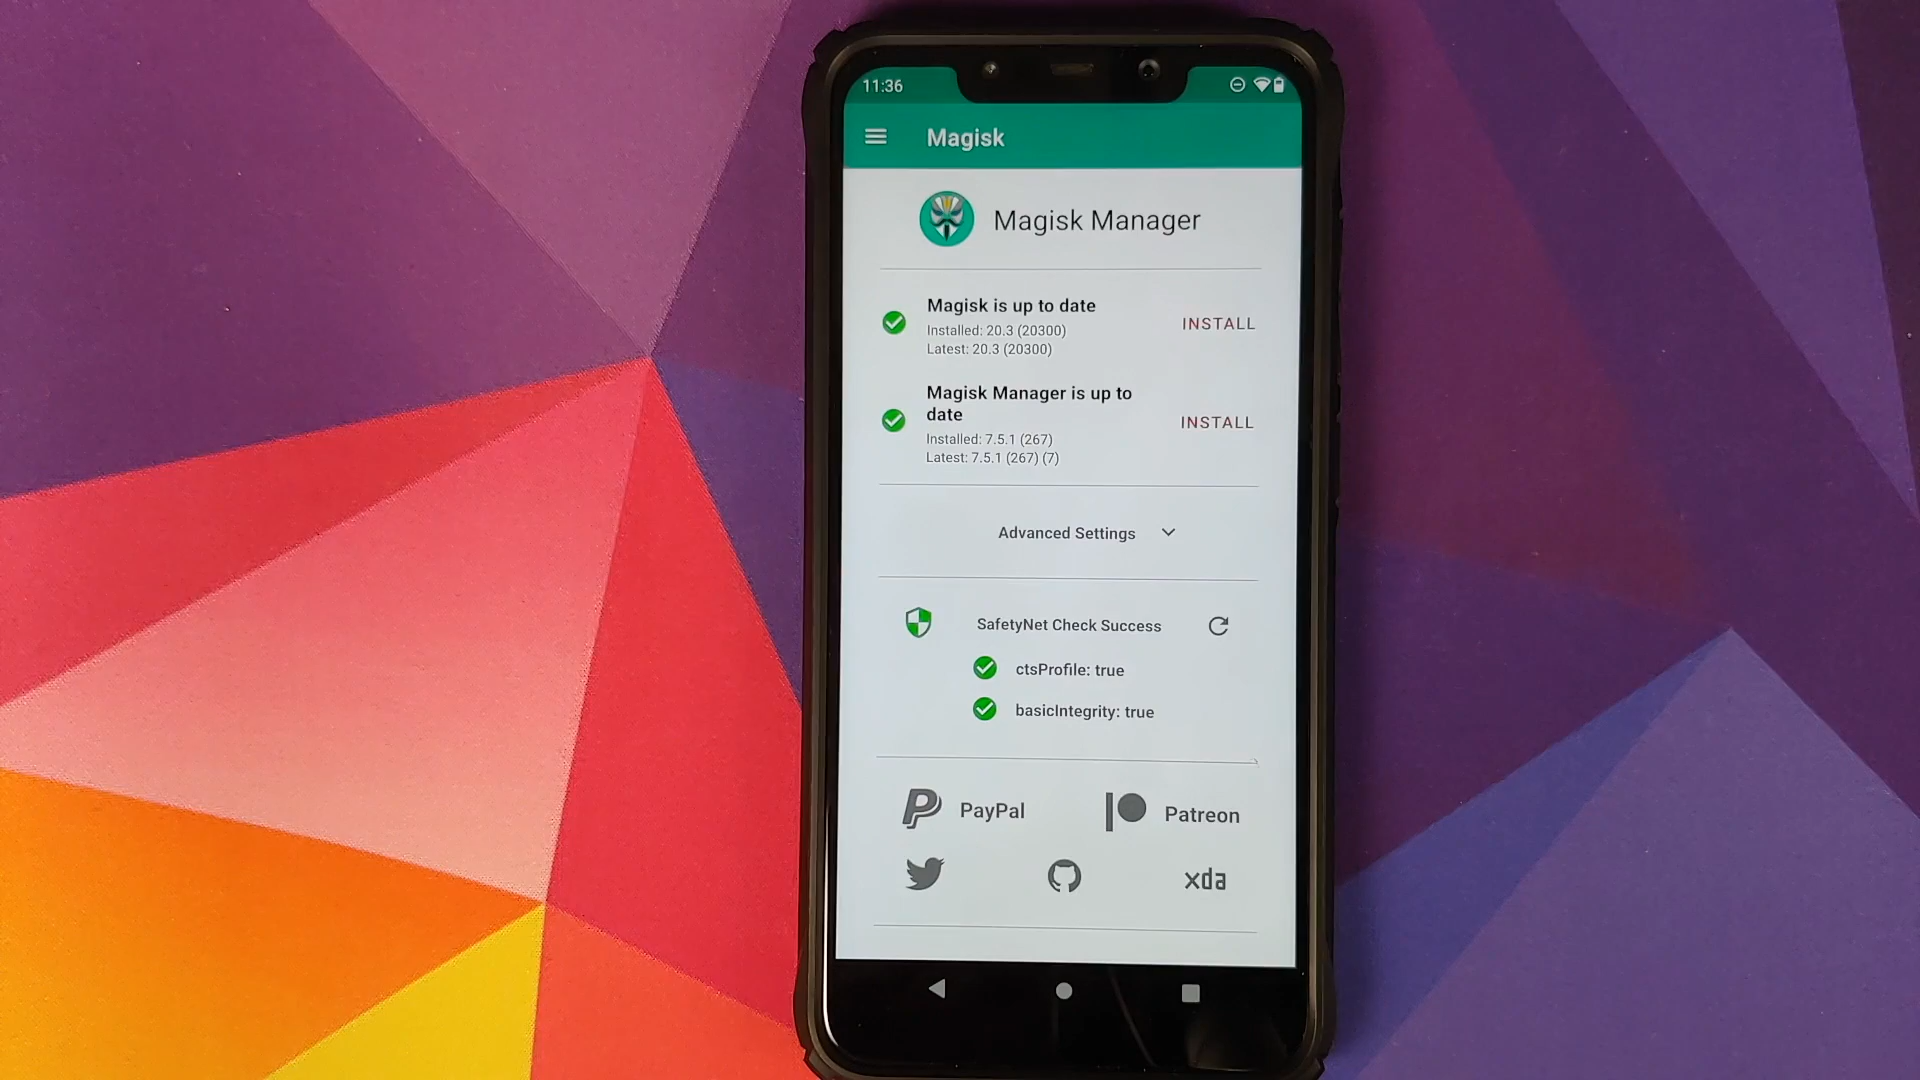 11:36
Magisk
Magisk Manager
Magisk is up to date
Installed: 20.3 (20300)
Latest: 20.3 (20300)
INSTALL
Magisk Manager is up to
date
Installed: 7.5.1 (267)
Latest: 7.5.1 (267) (7)
INSTALL
Advanced Settings
SafetyNet Check Success
ctsProfile: true
basicIntegrity: true
PayPal
Patreon
xda